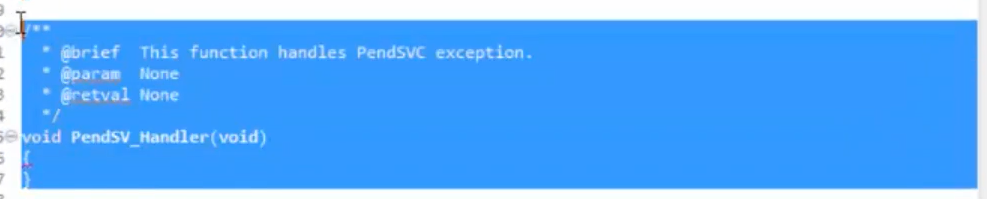 /**
* @brief This function handles PendSVC exception.
* @param None
* @retval None
*/
void PendSV_Handler(void)
{
}